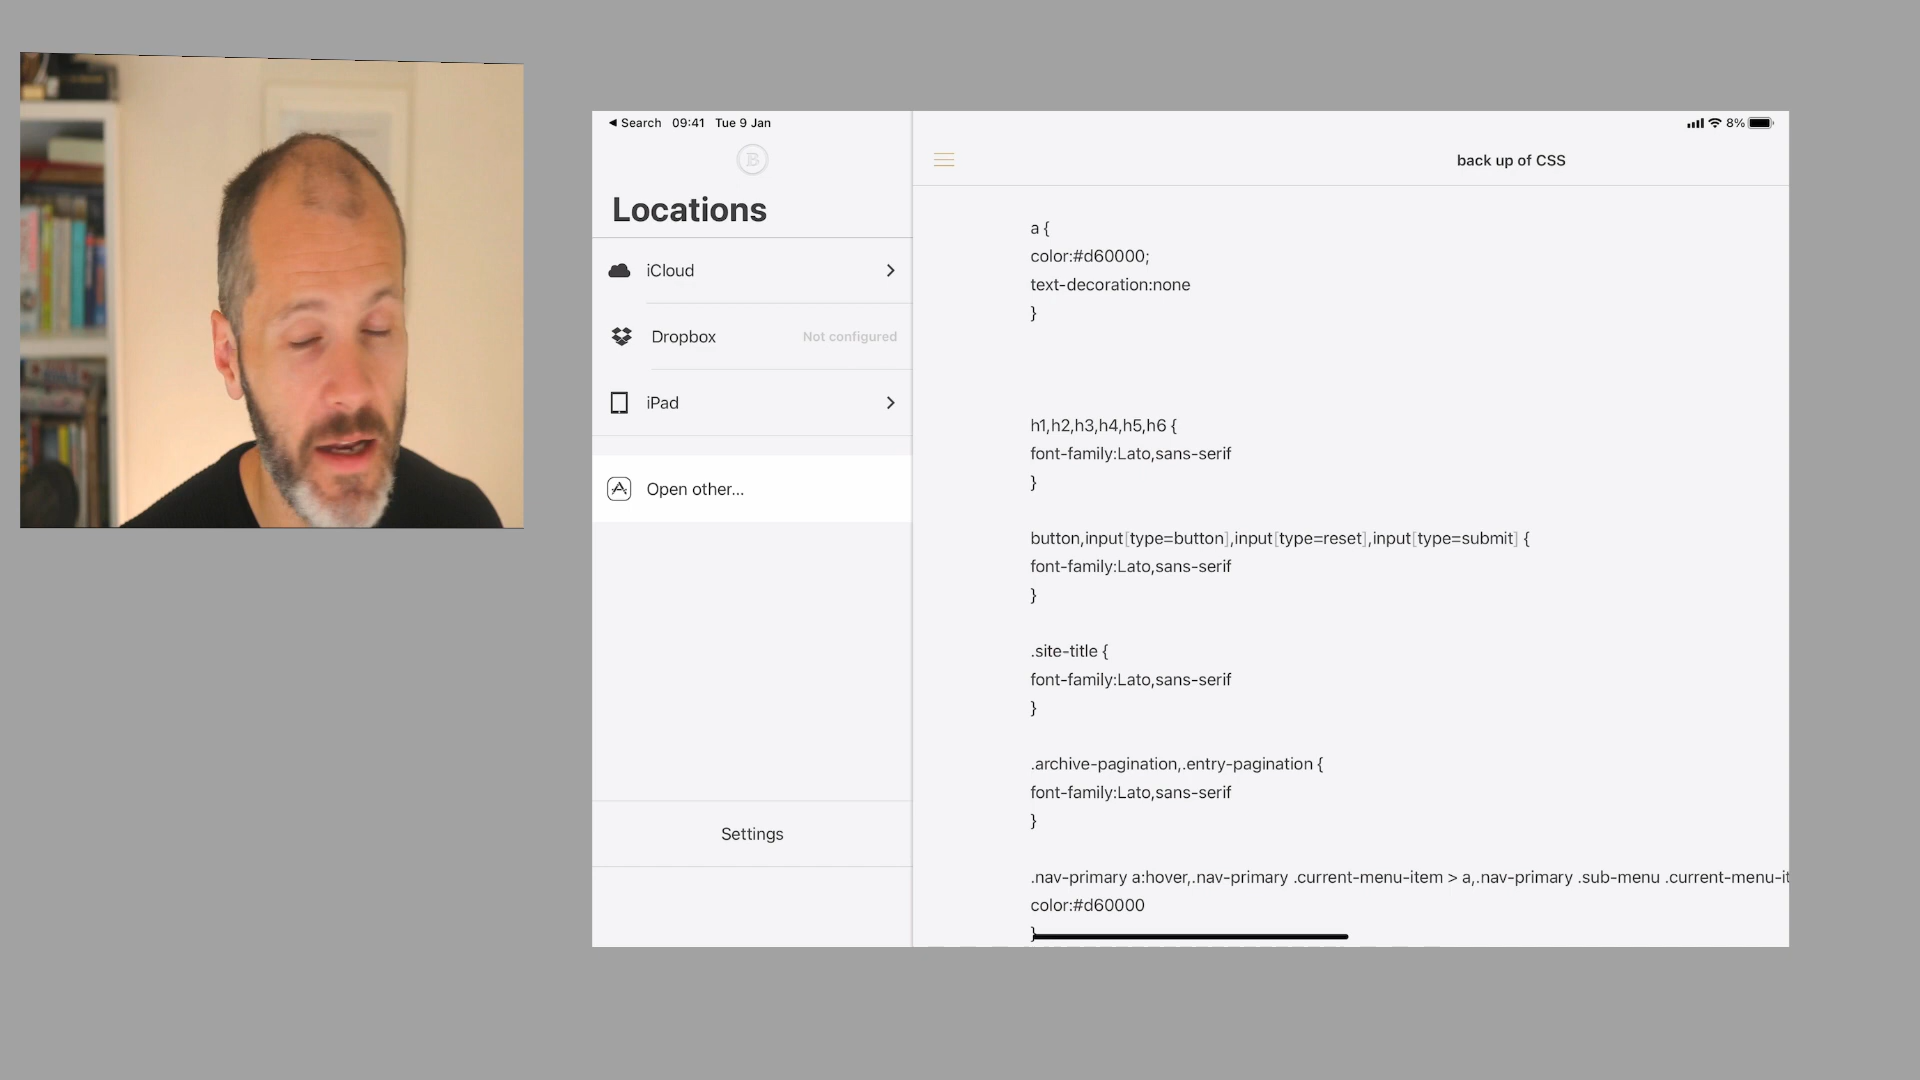 Search 09:41 Tue 9 Jan
8%
B
Locations
iCloud
Dropbox Not configured
iPad
Open other...
Settings
back up of CSS
a {
color:#d60000;
text-decoration:none
}
h1,h2,h3,h4,h5,h6 {
font-family:Lato,sans-serif
}
button,input[type=button],input[type=reset],input[type=submit] {
font-family:Lato,sans-serif
}
.site-title {
font-family:Lato,sans-serif
}
.archive-pagination,.entry-pagination {
font-family:Lato,sans-serif
}
.nav-primary a:hover,.nav-primary .current-menu-item > a,.nav-primary .sub-menu .current-menu-it
color:#d60000
}